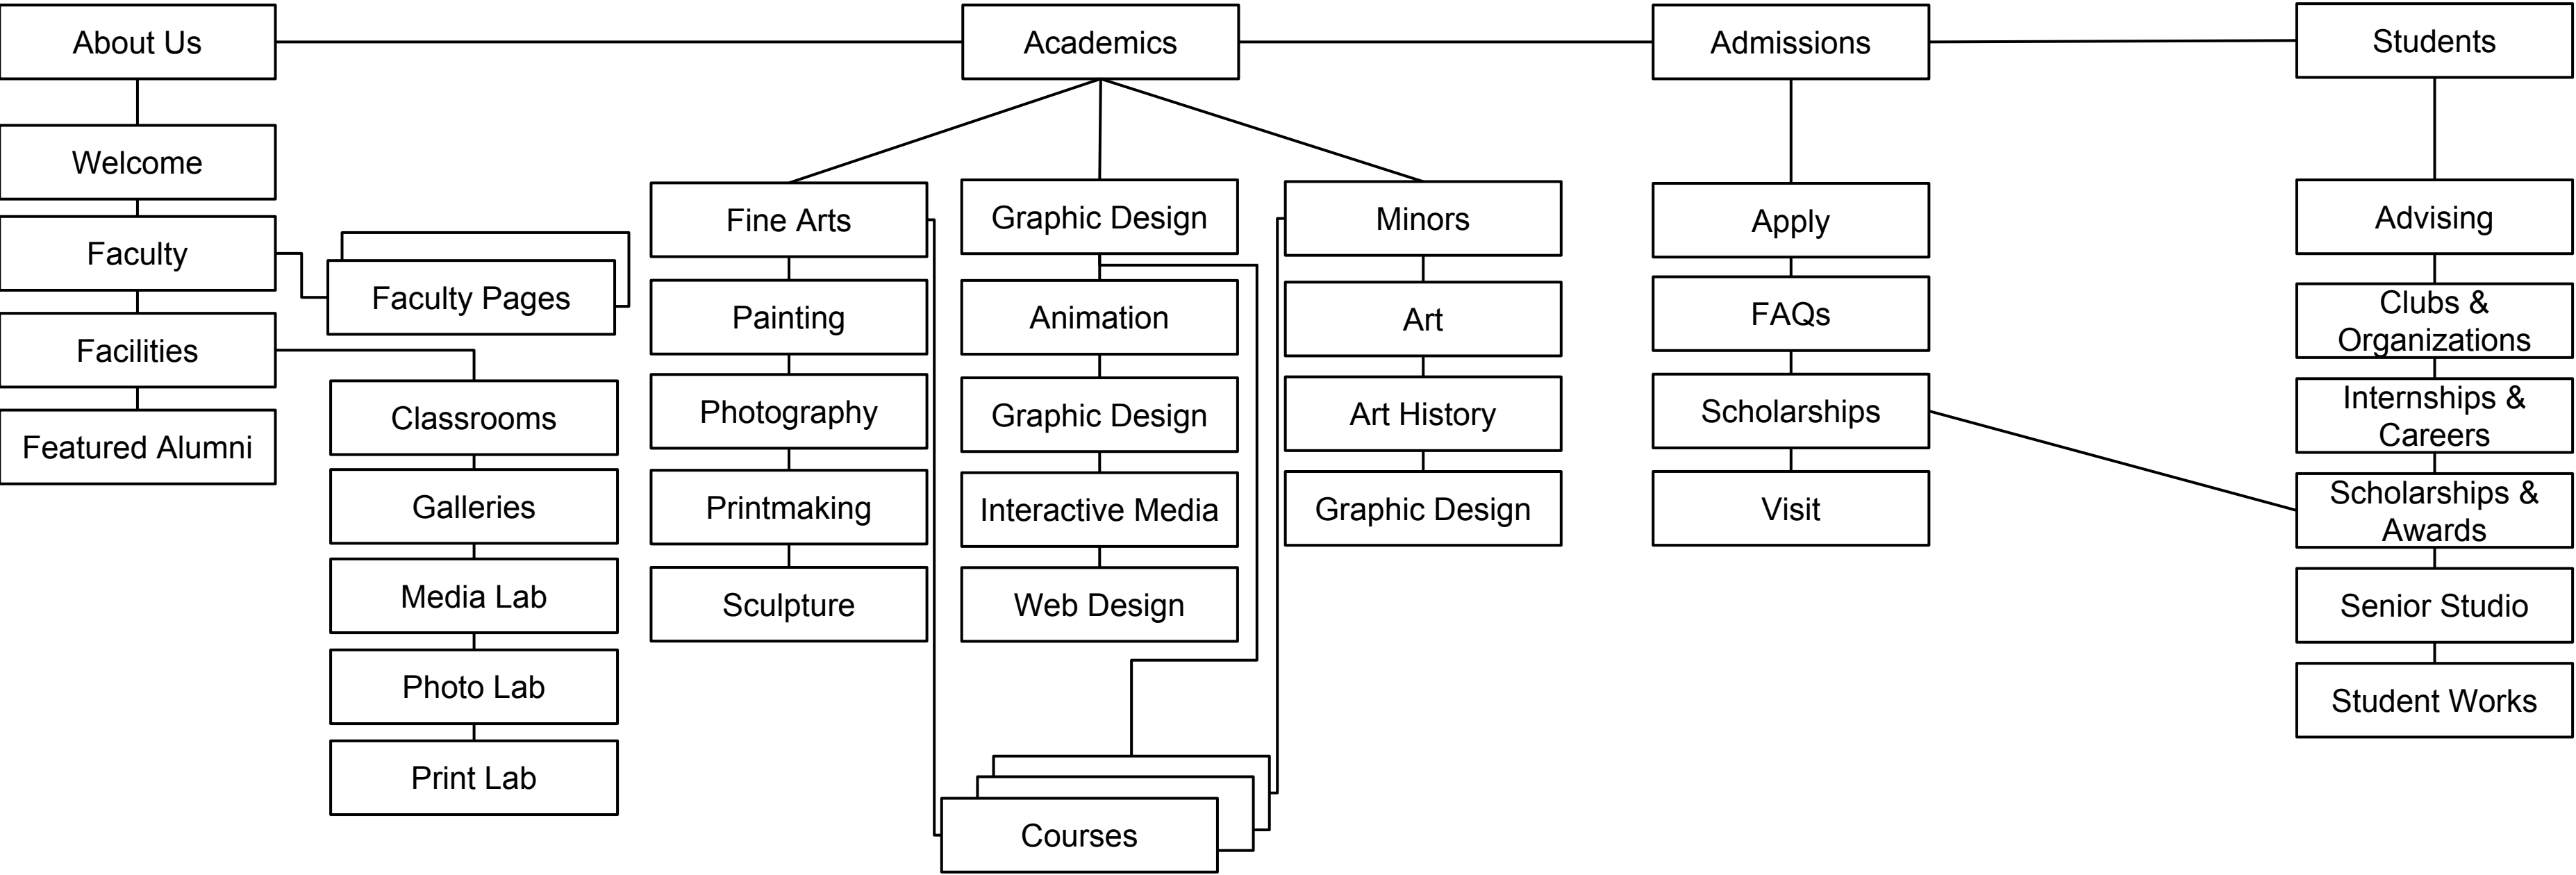 About Us
Academics
Admissions
Students
Welcome
Faculty
Faculty Pages
Facilities
Featured Alumni
Classrooms
Galleries
Media Lab
Photo Lab
Print Lab
Fine Arts
Painting
Photography
Printmaking
Sculpture
Graphic Design
Animation
Graphic Design
Interactive Media
Web Design
Minors
Art
Art History
Graphic Design
Courses
Apply
FAQs
Scholarships
Visit
Advising
Clubs &
Organizations
Internships &
Careers
Scholarships &
Awards
Senior Studio
Student Works